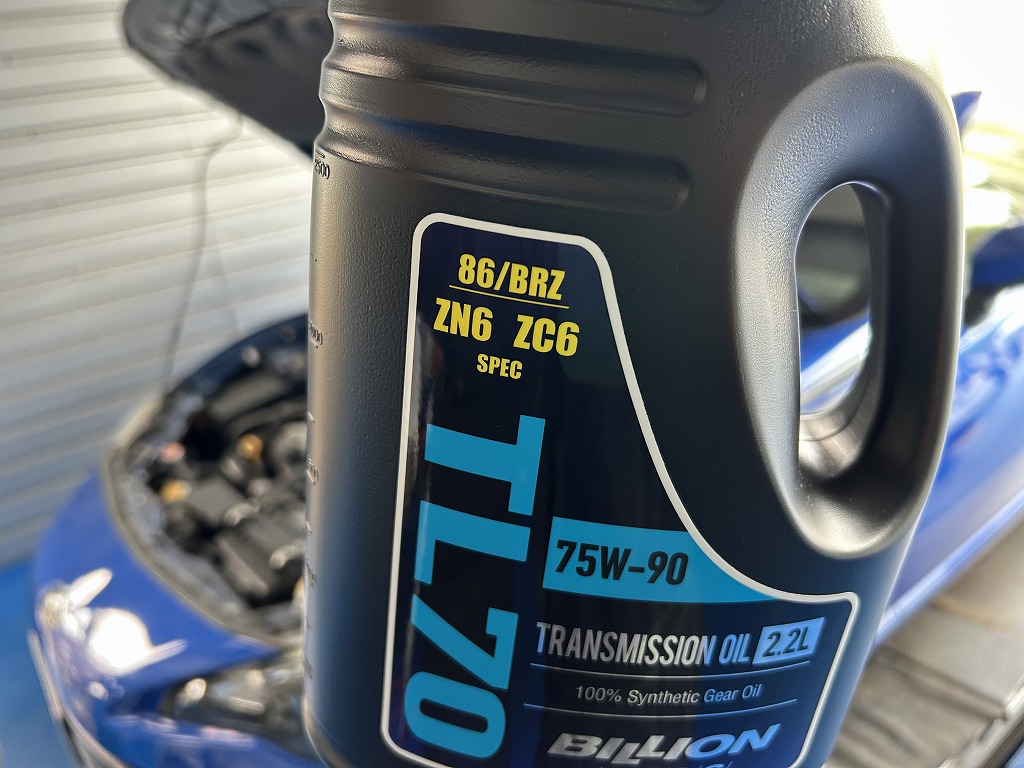 86/BRZ
ZN6 ZC6
SPEC
TL70
75W-90
TRANSMISSION OIL 2.2L
100% Synthetic Gear Oil
BILLION